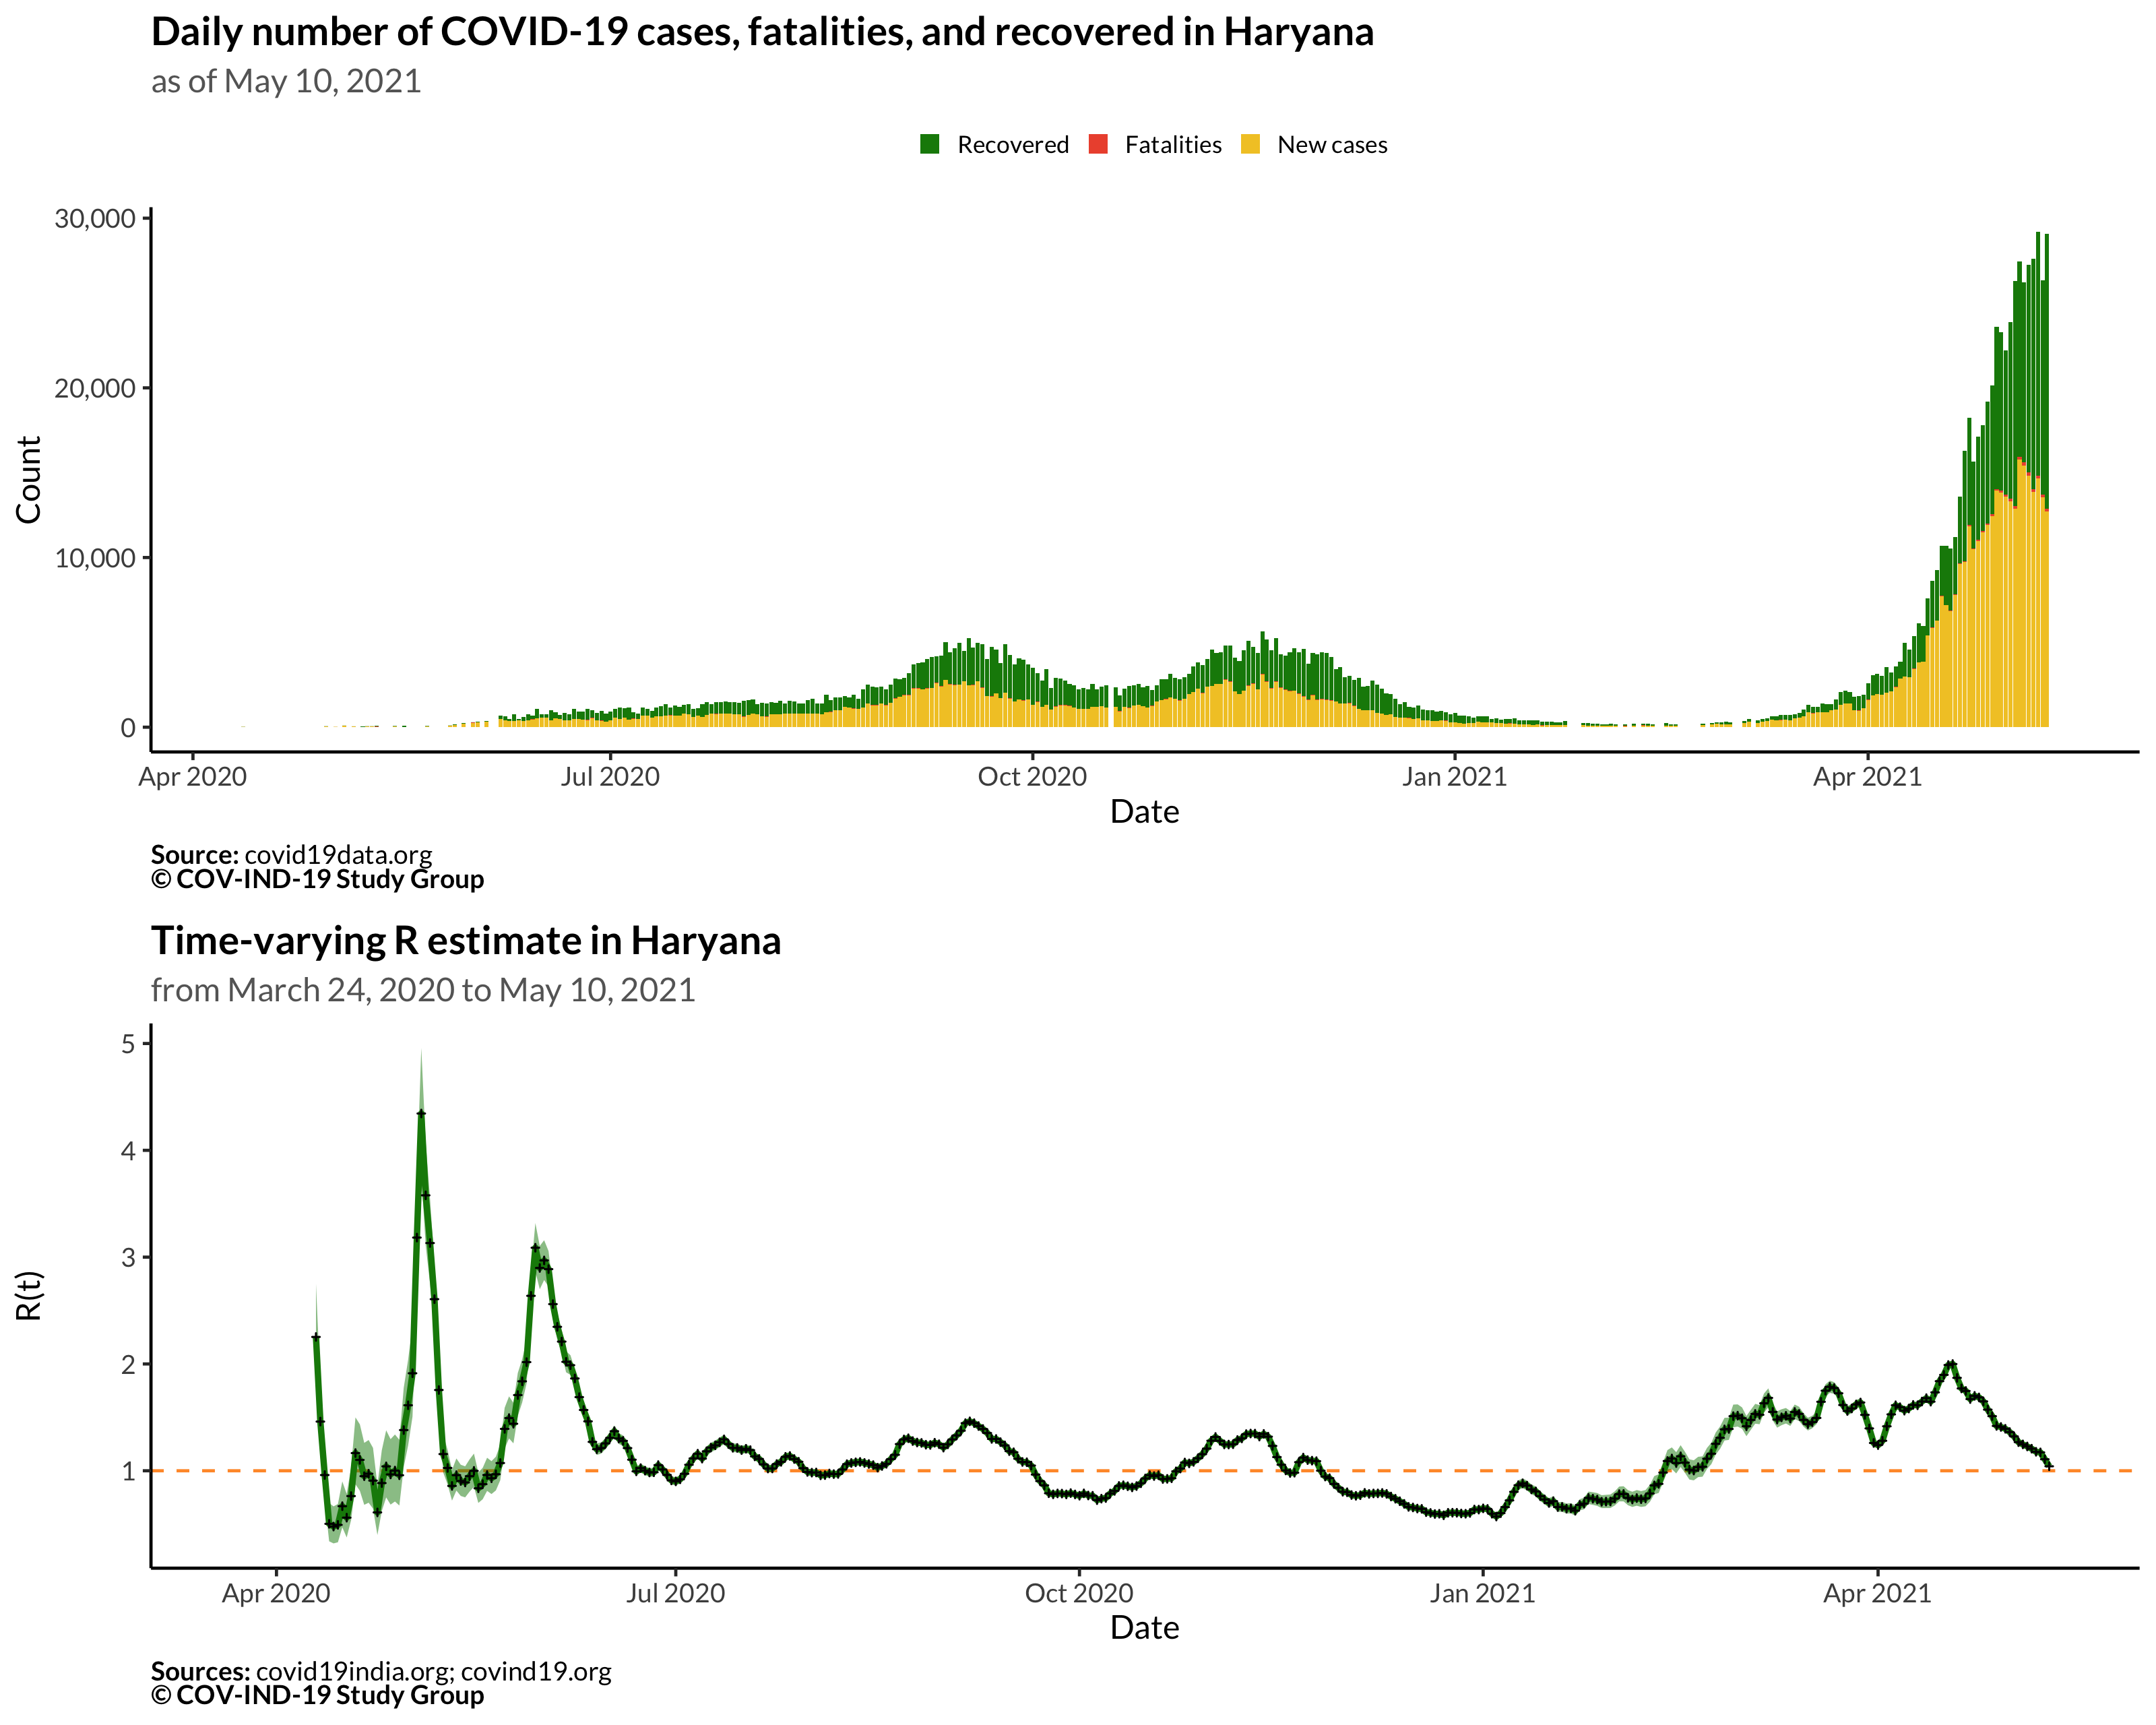 Daily number of COVID-19 cases, fatalities, and recovered in Haryana
as of May 10, 2021
Recovered Fatalities New cases
30,000
20,000
10,000
0
Count
Apr 2020 Jul 2020 Oct 2020 Jan 2021 Apr 2021
Date
Source: covid19data.org
© COV-IND-19 Study Group
Time-varying R estimate in Haryana
from March 24, 2020 to May 10, 2021
5
4
3
2
1
R(t)
Apr 2020 Jul 2020 Oct 2020 Jan 2021 Apr 2021
Date
Sources: covid19india.org; covind19.org
© COV-IND-19 Study Group